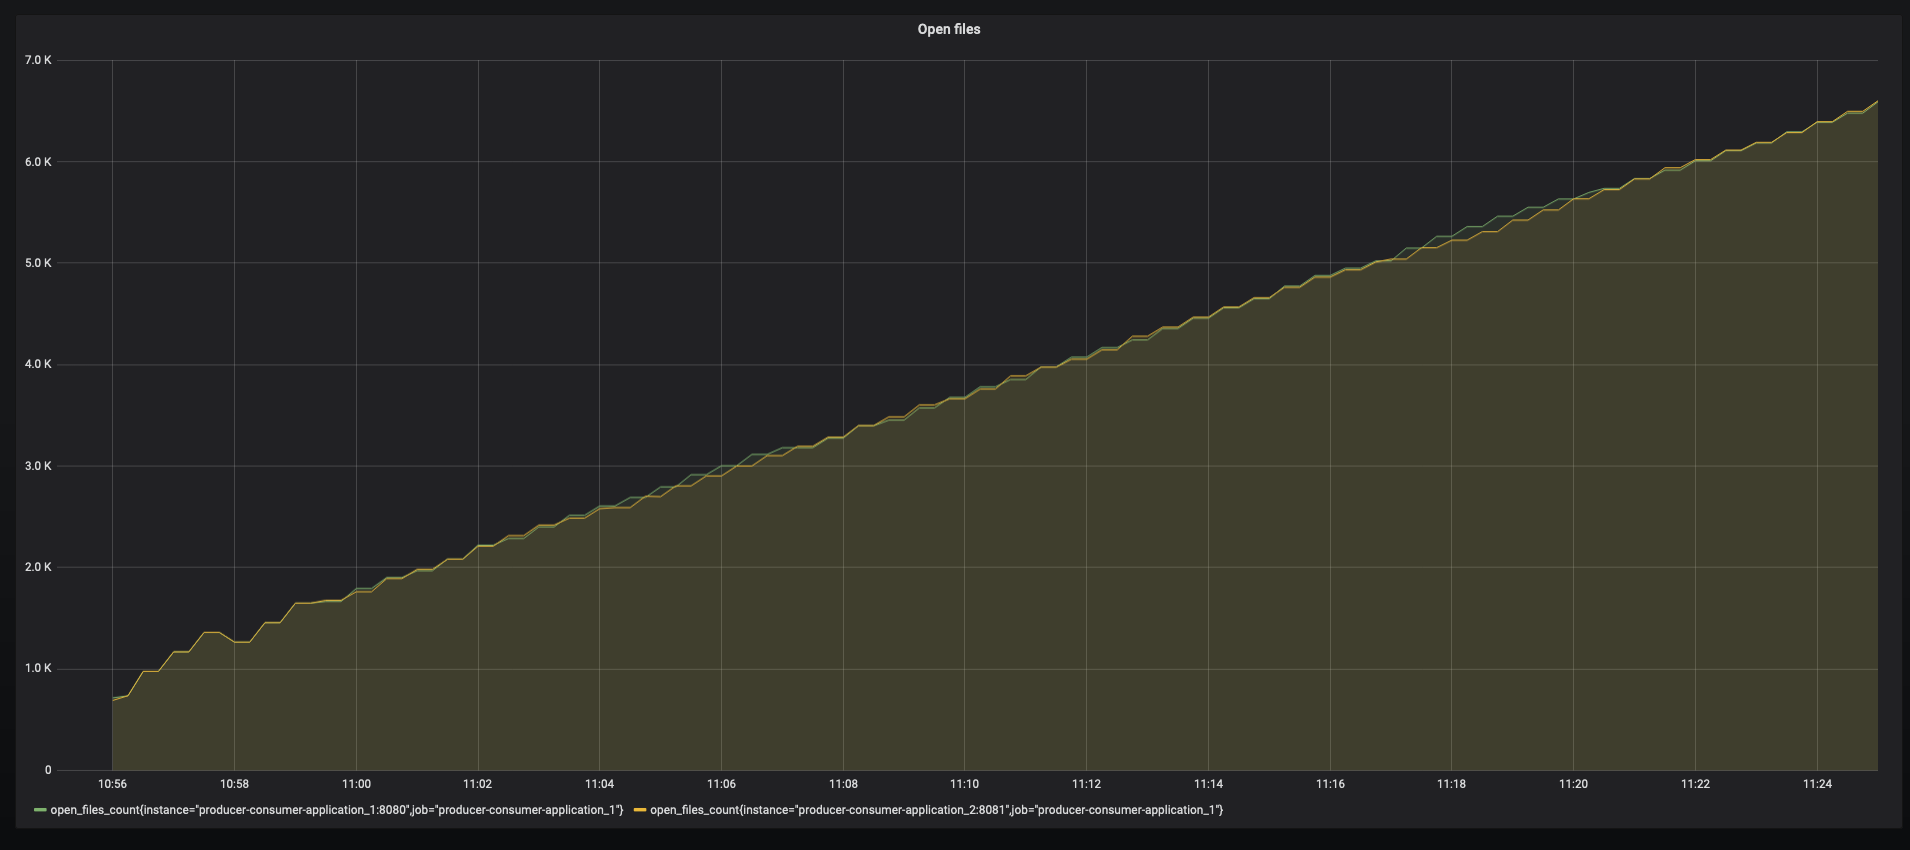 Open files
7.0 K
6.0 K
5.0 K
4.0 K
3.0 K
2.0 K
1.0 K
0
10:56 10:58 11:00 11:02 11:04 11:06 11:08 11:10 11:12 11:14 11:16 11:18 11:20 11:22 11:24
open_files_count{instance="producer-consumer-application_1:8080",job="producer-consumer-application_1"} open_files_count{instance="producer-consumer-application_2:8081",job="producer-consumer-application_1"}